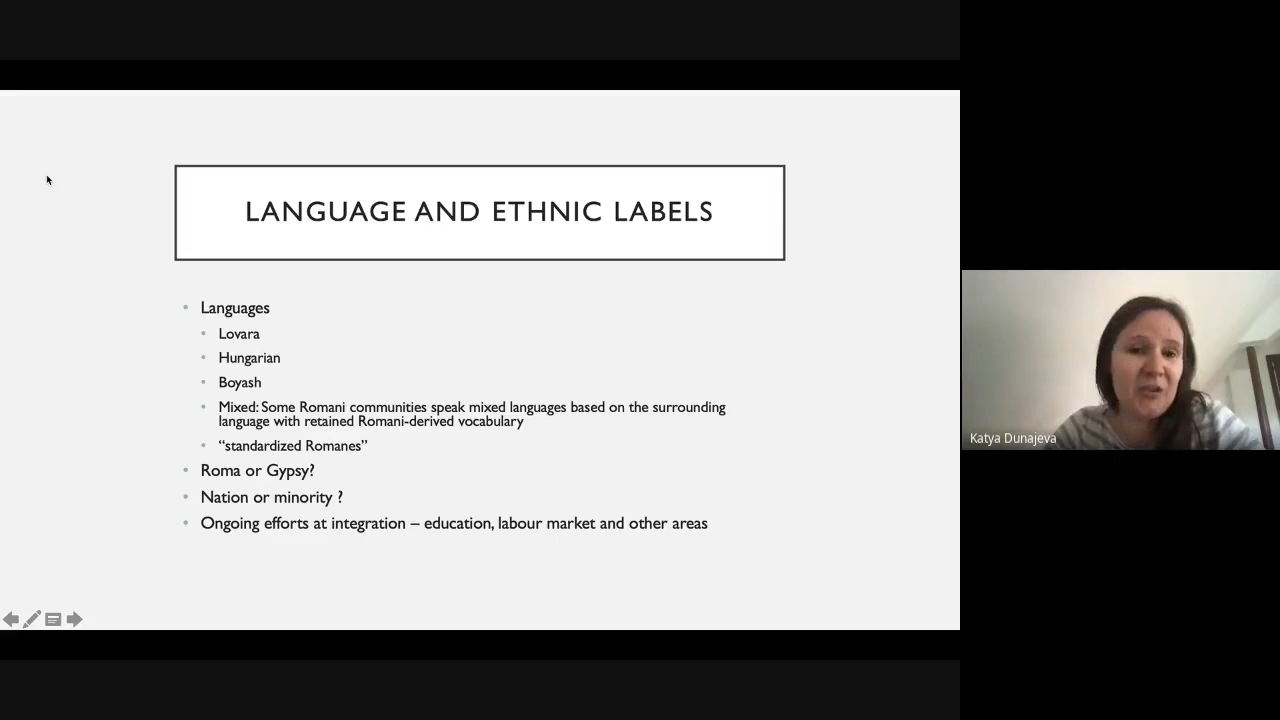 LANGUAGE AND ETHNIC LABELS
• Languages
• Lovara
• Hungarian
• Boyash
• Mixed: Some Romani communities speak mixed languages based on the surrounding
language with retained Romani-derived vocabulary
• “standardized Romanes”
• Roma or Gypsy?
• Nation or minority ?
• Ongoing efforts at integration – education, labour market and other areas
Katya Dunajeva